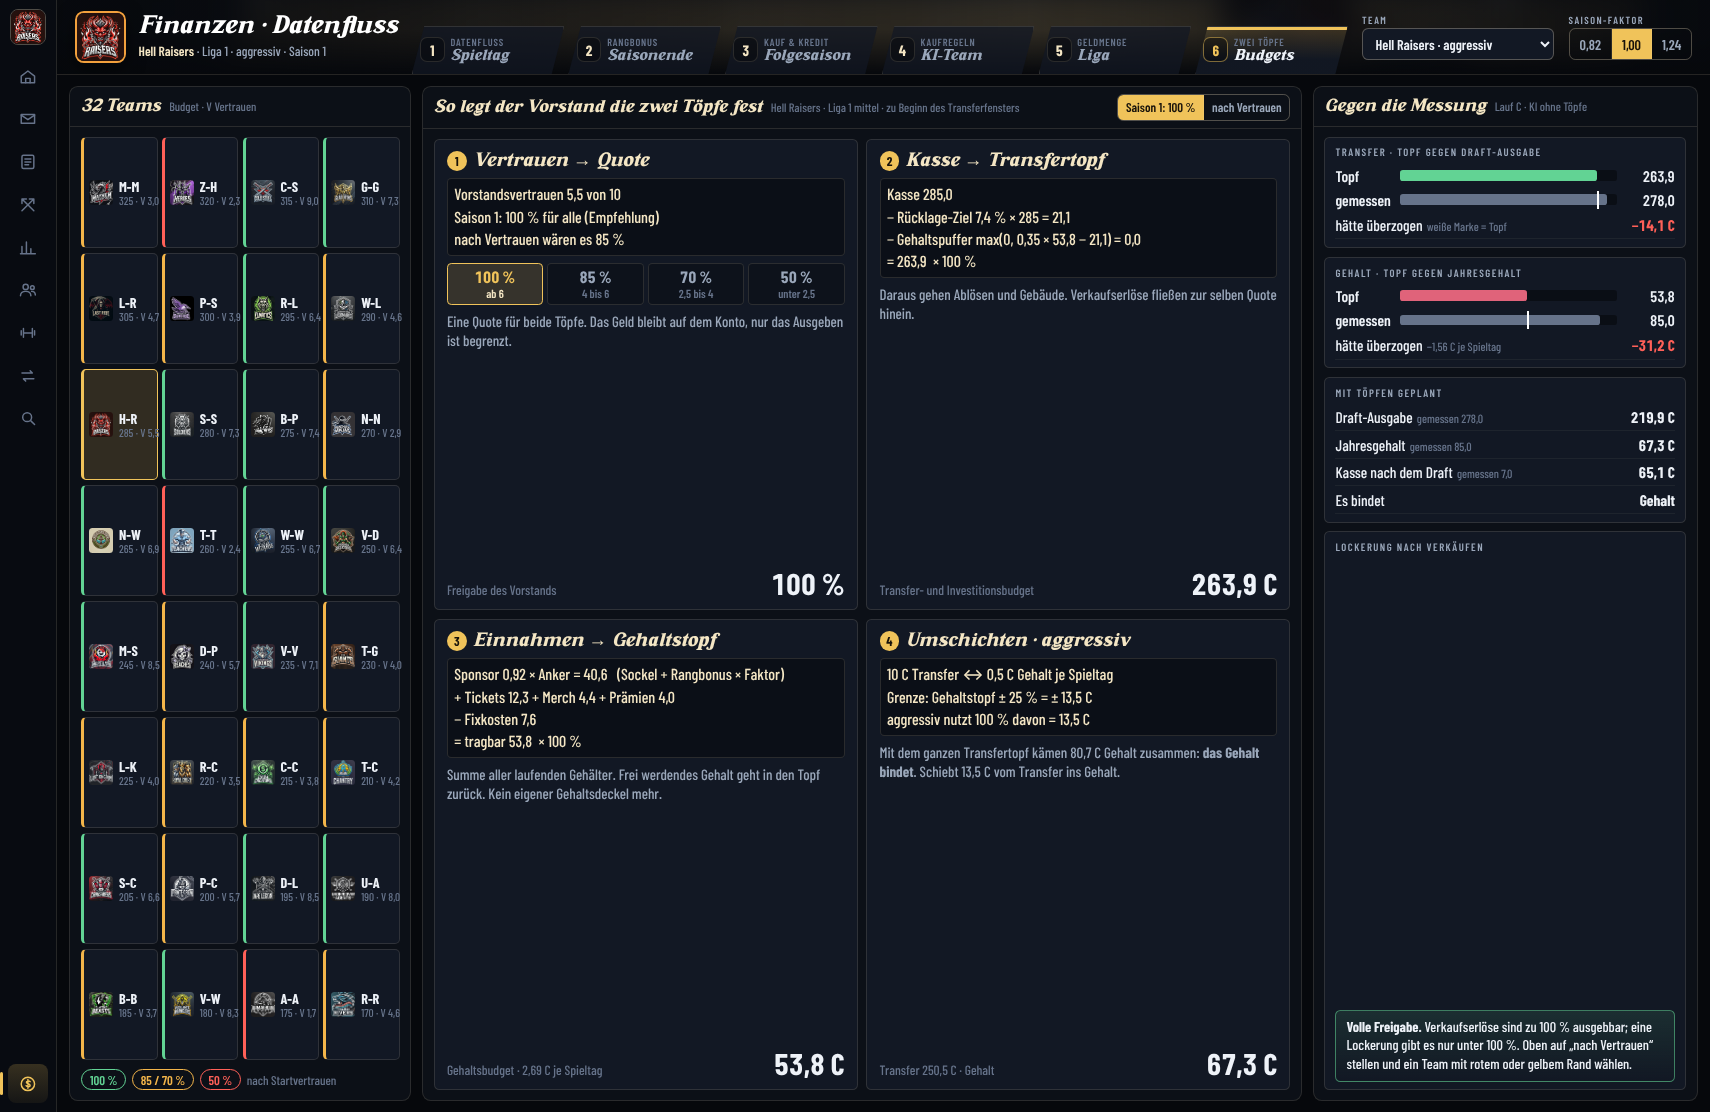 Finanzen · Datenfluss
Hell Raisers · Liga 1 · aggressiv · Saison 1
1 DATENFLUSS Spieltag
2 RANGBONUS Saisonende
3 KAUF & KREDIT Folgesaison
4 KAUFREGELN KI-Team
5 GELDMENGE Liga
6 ZWEI TÖPFE Budgets
TEAM
Hell Raisers · aggressiv
SAISON-FAKTOR
0,82 1,00 1,24
32 Teams Budget · V Vertrauen
M-M 325 · V 3,0
Z-H 320 · V 2,3
C-S 315 · V 9,0
G-G 310 · V 7,3
L-R 305 · V 4,7
P-S 300 · V 3,9
R-L 295 · V 6,4
W-L 290 · V 4,6
H-R 285 · V 5,5
S-S 280 · V 7,3
B-P 275 · V 7,4
N-N 270 · V 2,9
N-W 265 · V 6,9
T-T 260 · V 2,4
W-W 255 · V 6,7
V-D 250 · V 6,4
M-S 245 · V 8,5
D-P 240 · V 5,7
V-V 235 · V 7,1
T-G 230 · V 4,0
L-K 225 · V 4,0
R-C 220 · V 3,5
C-C 215 · V 3,8
T-C 210 · V 4,2
S-C 205 · V 6,6
P-C 200 · V 5,7
D-L 195 · V 8,5
U-A 190 · V 8,0
B-B 185 · V 3,7
V-W 180 · V 8,3
A-A 175 · V 1,7
R-R 170 · V 4,6
100 % 85 / 70 % 50 % nach Startvertrauen
So legt der Vorstand die zwei Töpfe fest Hell Raisers · Liga 1 mittel · zu Beginn des Transferfensters
Saison 1: 100 % nach Vertrauen
1 Vertrauen → Quote
Vorstandsvertrauen 5,5 von 10
Saison 1: 100 % für alle (Empfehlung)
nach Vertrauen wären es 85 %
100 % ab 6
85 % 4 bis 6
70 % 2,5 bis 4
50 % unter 2,5
Eine Quote für beide Töpfe. Das Geld bleibt auf dem Konto, nur das Ausgeben
ist begrenzt.
Freigabe des Vorstands 100 %
2 Kasse → Transfertopf
Kasse 285,0
− Rücklage-Ziel 7,4 % × 285 = 21,1
− Gehaltspuffer max(0, 0,35 × 53,8 − 21,1) = 0,0
= 263,9 × 100 %
Daraus gehen Ablösen und Gebäude. Verkaufserlöse fließen zur selben Quote
hinein.
Transfer- und Investitionsbudget 263,9 C
3 Einnahmen → Gehaltstopf
Sponsor 0,92 × Anker = 40,6 (Sockel + Rangbonus × Faktor)
+ Tickets 12,3 + Merch 4,4 + Prämien 4,0
− Fixkosten 7,6
= tragbar 53,8 × 100 %
Summe aller laufenden Gehälter. Frei werdendes Gehalt geht in den Topf
zurück. Kein eigener Gehaltsdeckel mehr.
Gehaltsbudget · 2,69 C je Spieltag 53,8 C
4 Umschichten · aggressiv
10 C Transfer ↔ 0,5 C Gehalt je Spieltag
Grenze: Gehaltstopf ± 25 % = ± 13,5 C
aggressiv nutzt 100 % davon = 13,5 C
Mit dem ganzen Transfertopf kämen 80,7 C Gehalt zusammen: das Gehalt
bindet. Schiebt 13,5 C vom Transfer ins Gehalt.
Transfer 250,5 C · Gehalt 67,3 C
Gegen die Messung Lauf C · KI ohne Töpfe
TRANSFER · TOPF GEGEN DRAFT-AUSGABE
Topf 263,9
gemessen 278,0
hätte überzogen weiße Marke = Topf −14,1 C
GEHALT · TOPF GEGEN JAHRESGEHALT
Topf 53,8
gemessen 85,0
hätte überzogen −1,56 C je Spieltag −31,2 C
MIT TÖPFEN GEPLANT
Draft-Ausgabe gemessen 278,0 219,9 C
Jahresgehalt gemessen 85,0 67,3 C
Kasse nach dem Draft gemessen 7,0 65,1 C
Es bindet Gehalt
LOCKERUNG NACH VERKÄUFEN
Volle Freigabe. Verkaufserlöse sind zu 100 % ausgebbar; eine
Lockerung gibt es nur unter 100 %. Oben auf „nach Vertrauen“
stellen und ein Team mit rotem oder gelbem Rand wählen.